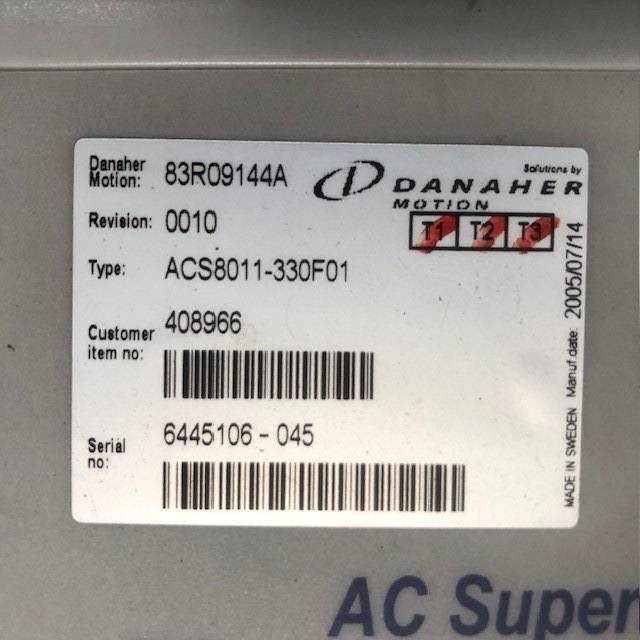 Danaher Motion: 83R09144A
Solutions by
DANAHER
MOTION
Revision: 0010
T1 T2 T3
Type: ACS8011-330F01
Customer item no: 408966
Serial no: 6445106-045
MADE IN SWEDEN Manuf date: 2005/07/14
AC Super